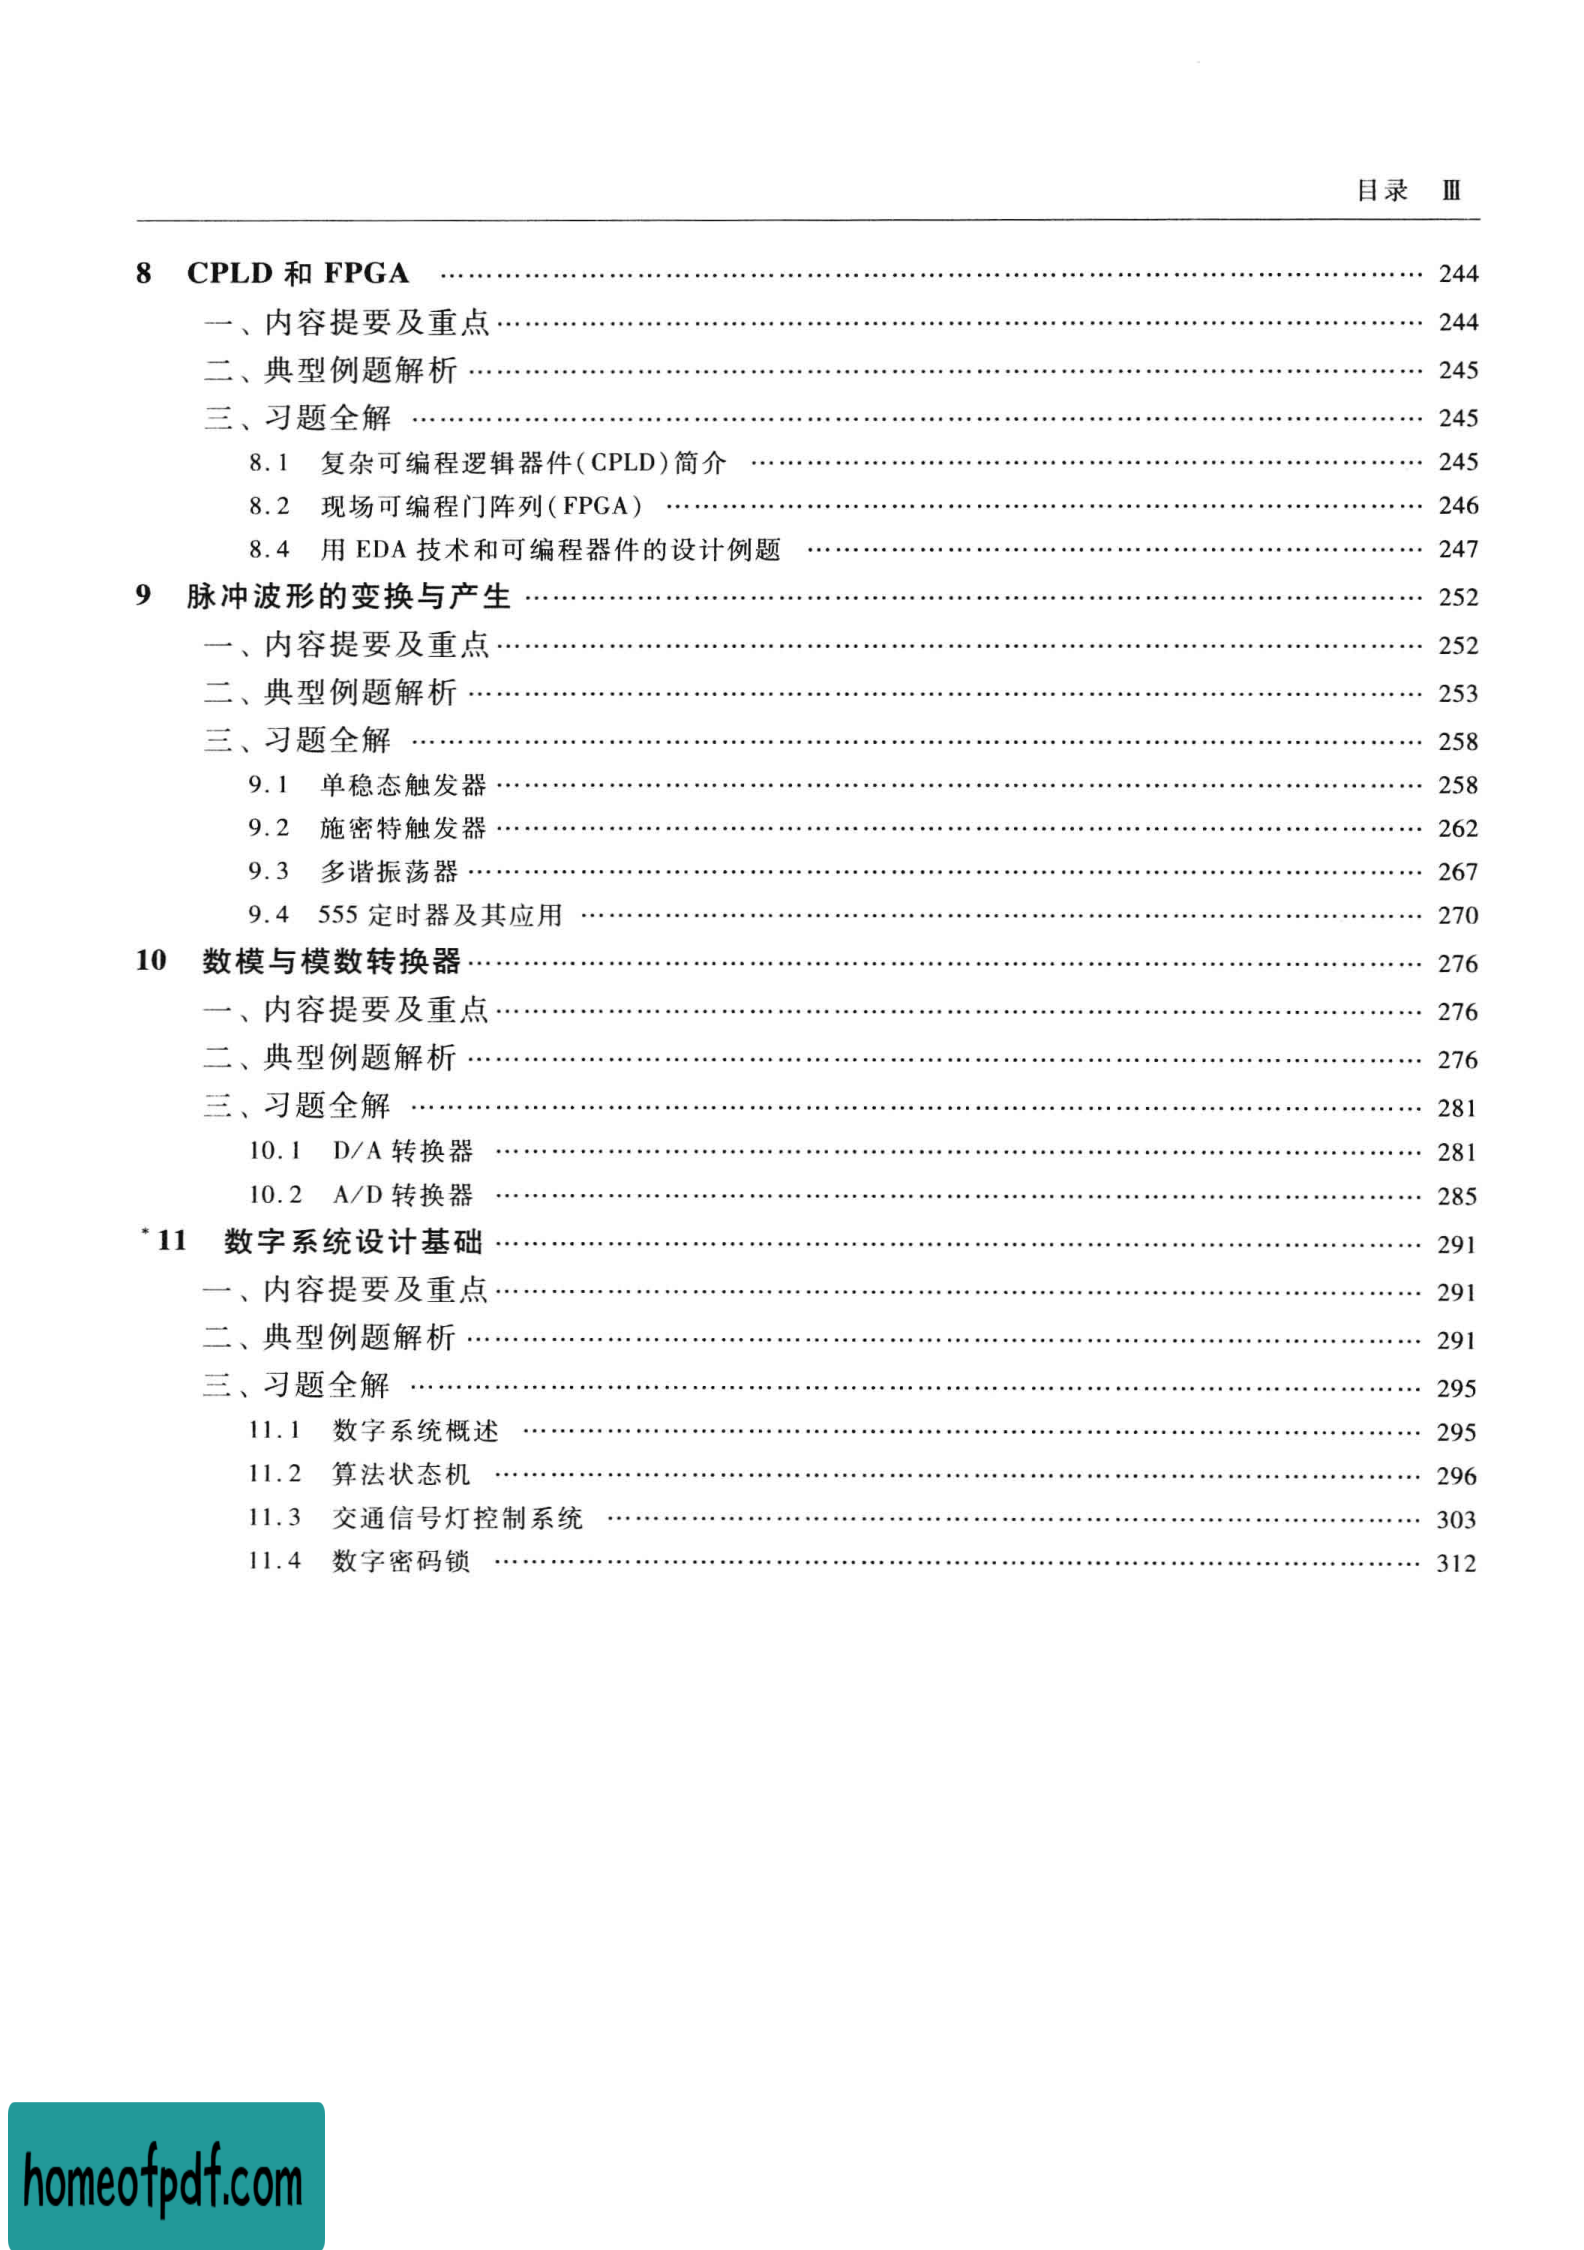 目录 Ⅲ
8 CPLD 和 FPGA …… 244
一、内容提要及重点 …… 244
二、典型例题解析 …… 245
三、习题全解 …… 245
8.1 复杂可编程逻辑器件(CPLD)简介 …… 245
8.2 现场可编程门阵列(FPGA) …… 246
8.4 用 EDA 技术和可编程器件的设计例题 …… 247
9 脉冲波形的变换与产生 …… 252
一、内容提要及重点 …… 252
二、典型例题解析 …… 253
三、习题全解 …… 258
9.1 单稳态触发器 …… 258
9.2 施密特触发器 …… 262
9.3 多谐振荡器 …… 267
9.4 555 定时器及其应用 …… 270
10 数模与模数转换器 …… 276
一、内容提要及重点 …… 276
二、典型例题解析 …… 276
三、习题全解 …… 281
10.1 D/A 转换器 …… 281
10.2 A/D 转换器 …… 285
*11 数字系统设计基础 …… 291
一、内容提要及重点 …… 291
二、典型例题解析 …… 291
三、习题全解 …… 295
11.1 数字系统概述 …… 295
11.2 算法状态机 …… 296
11.3 交通信号灯控制系统 …… 303
11.4 数字密码锁 …… 312
homeofpdf.com